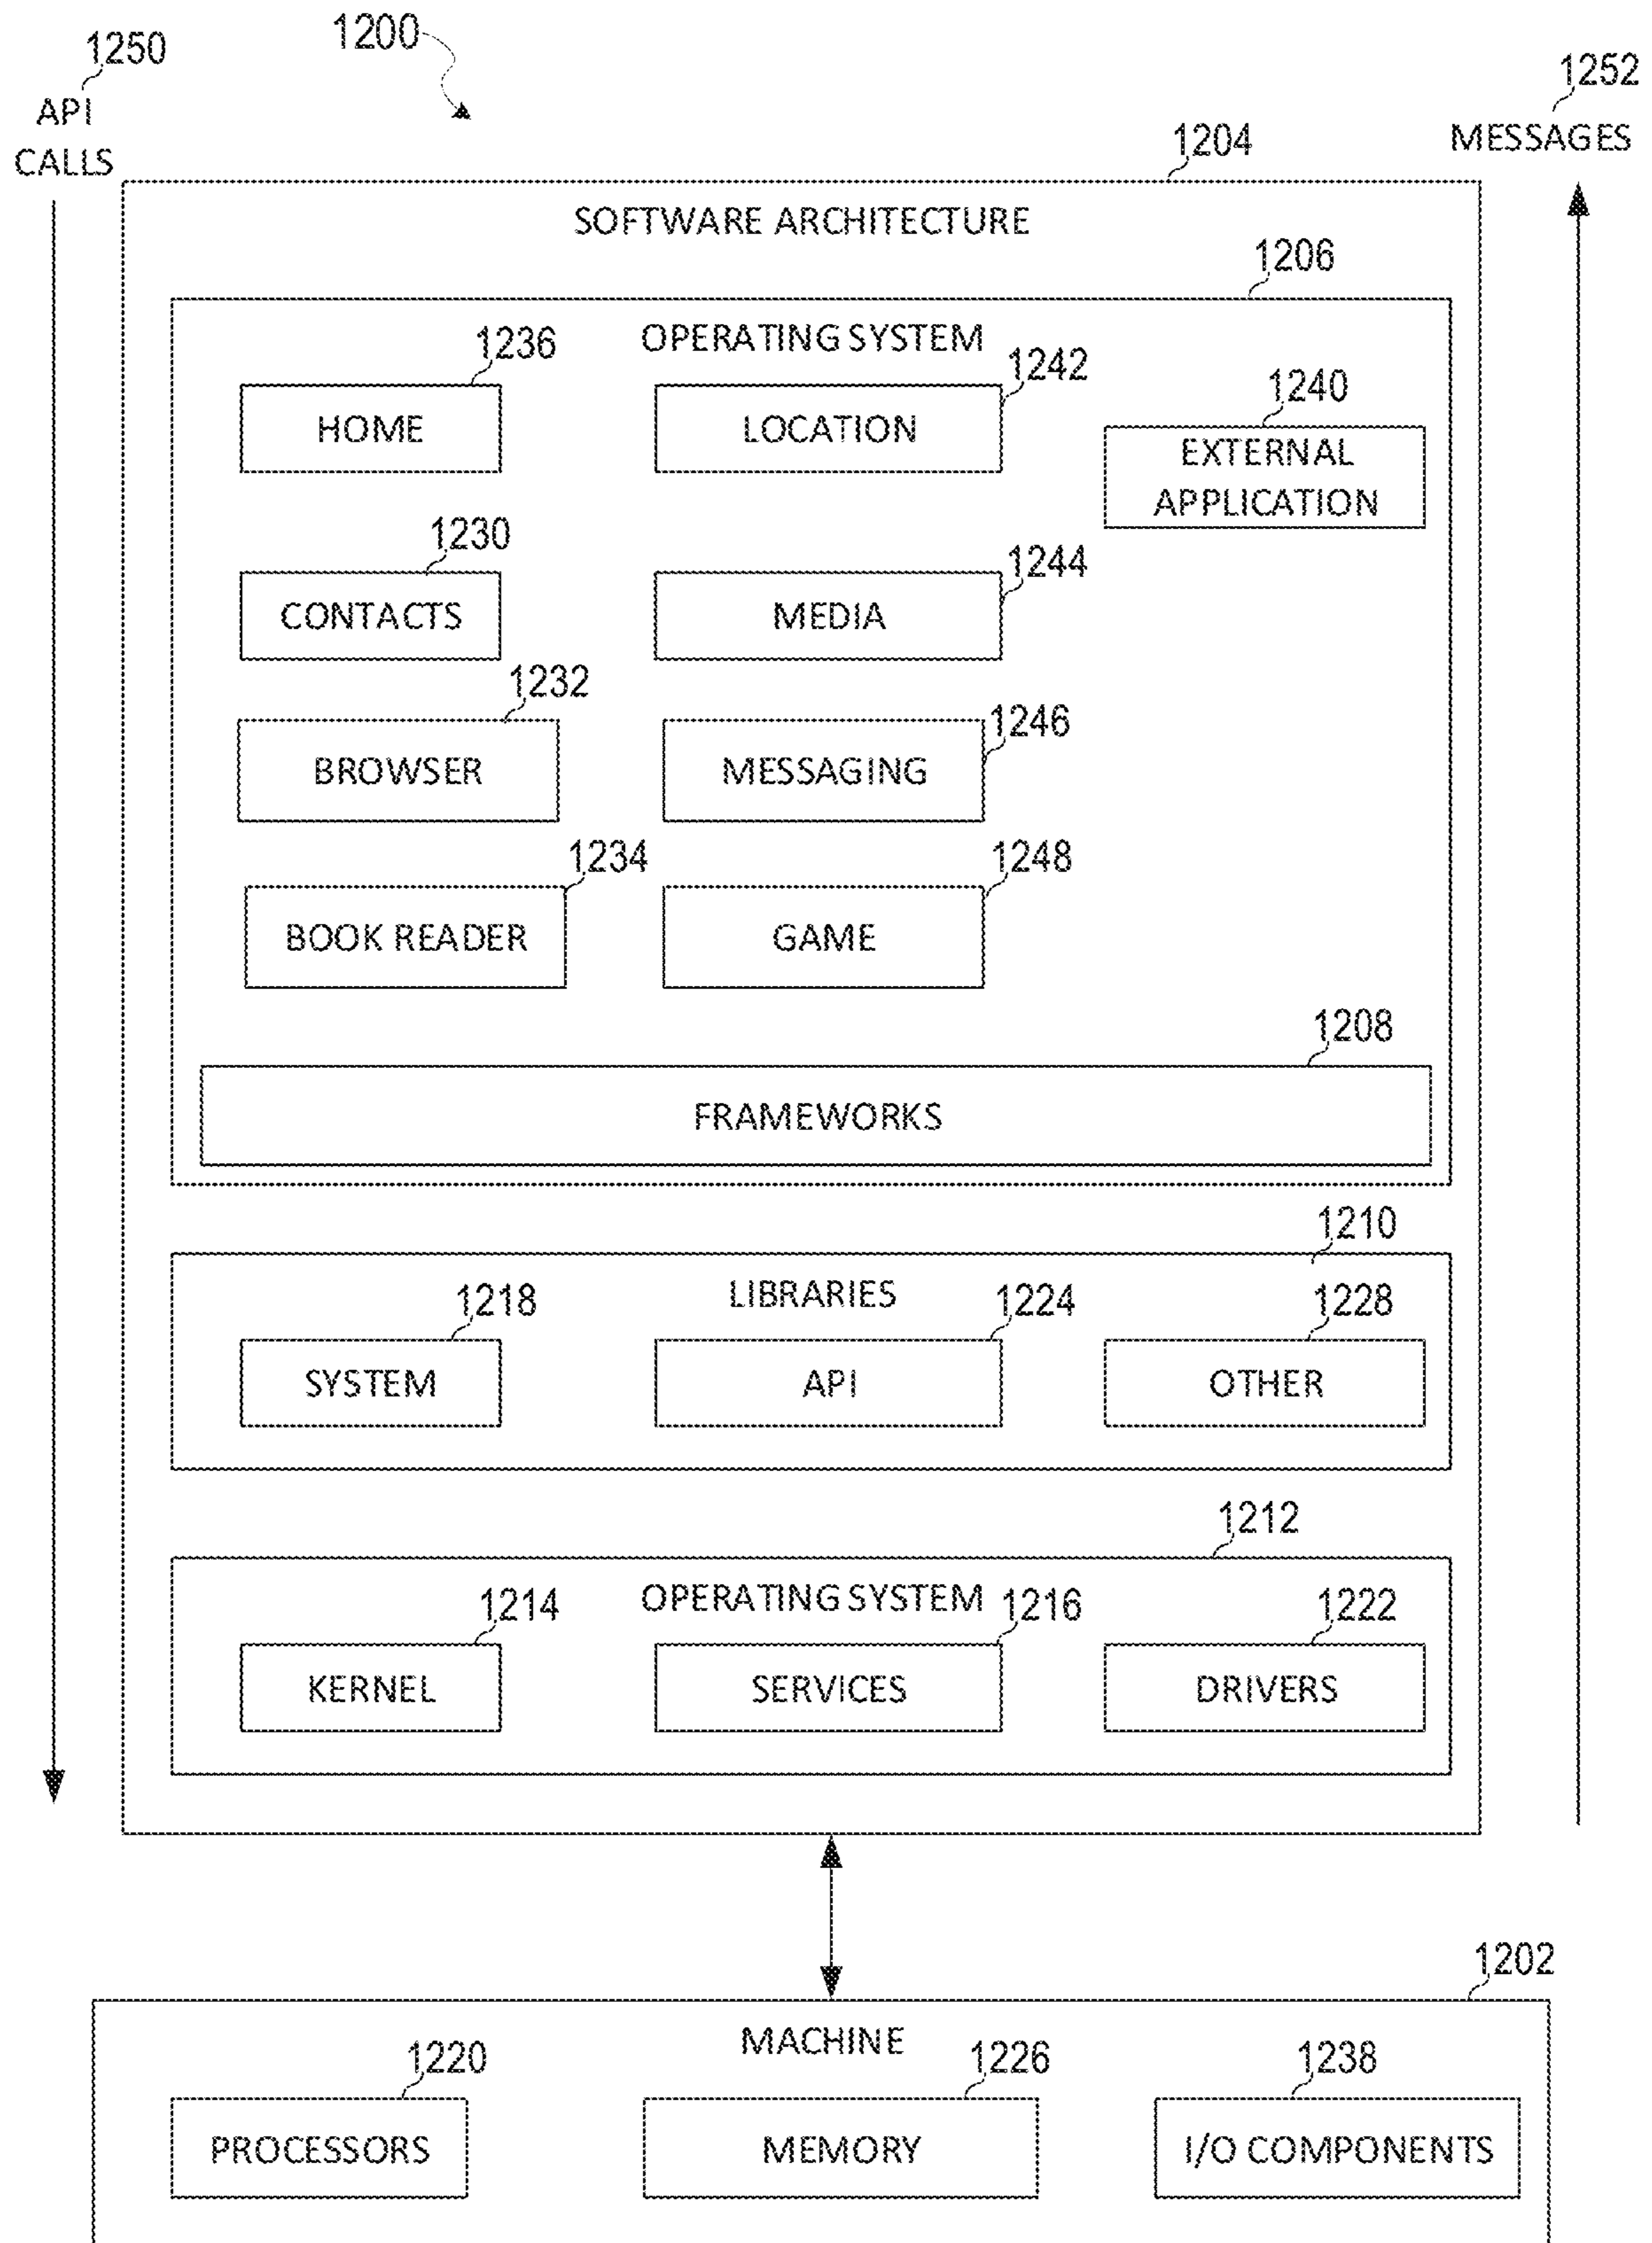 1250
1200
1252
API
CALLS
MESSAGES
1204
SOFTWARE ARCHITECTURE
1206
OPERATING SYSTEM
1236
1242
1240
HOME
LOCATION
EXTERNAL
APPLICATION
1230
1244
CONTACTS
MEDIA
1232
1246
BROWSER
MESSAGING
1234
1248
BOOK READER
GAME
1208
FRAMEWORKS
1210
LIBRARIES
1218
1224
1228
SYSTEM
API
OTHER
1212
OPERATING SYSTEM
1214
1216
1222
KERNEL
SERVICES
DRIVERS
1202
MACHINE
1220
1226
1238
PROCESSORS
MEMORY
I/O COMPONENTS